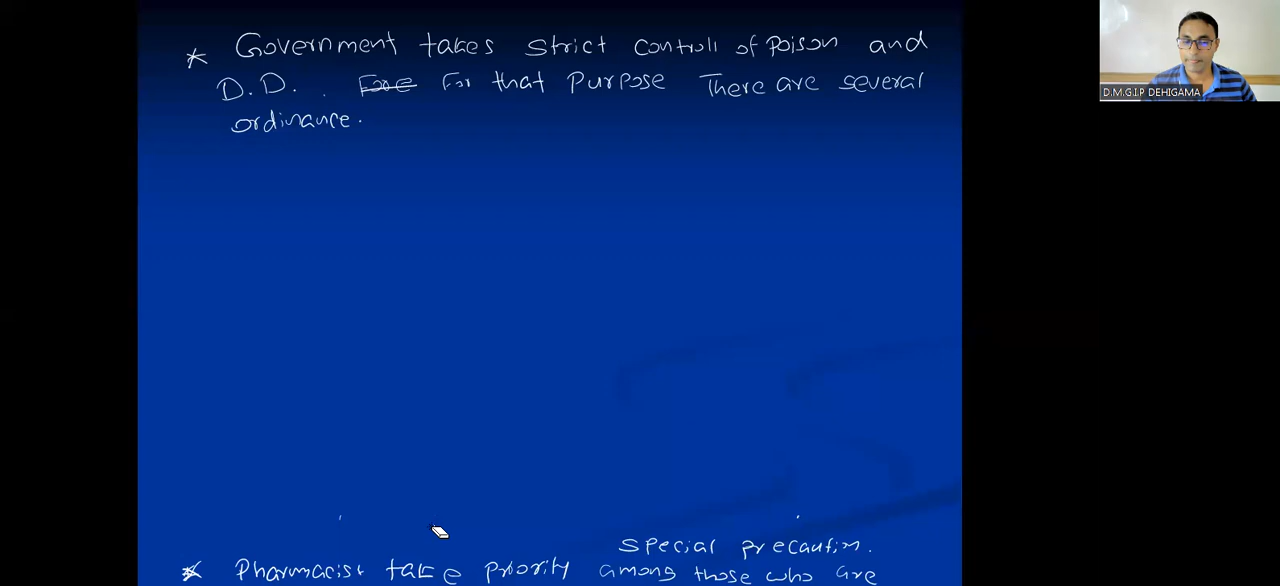 * Government takes strict controll of Poison and
D.D. . Fore For that Purpose There are several
ordinance.
special precaution.
* Pharmacist take priority among those who are
D.M.G.I.P DEHIGAMA